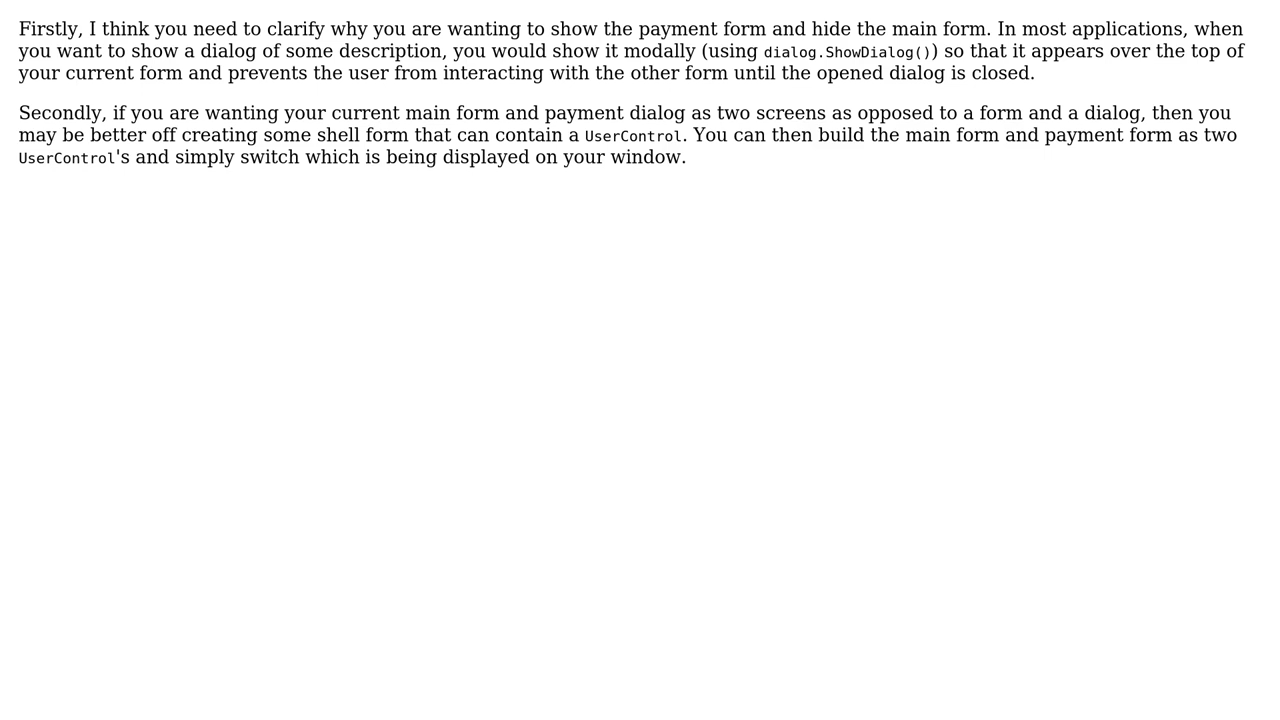 Firstly, I think you need to clarify why you are wanting to show the payment form and hide the main form. In most applications, when
you want to show a dialog of some description, you would show it modally (using dialog.ShowDialog()) so that it appears over the top of
your current form and prevents the user from interacting with the other form until the opened dialog is closed.
Secondly, if you are wanting your current main form and payment dialog as two screens as opposed to a form and a dialog, then you
may be better off creating some shell form that can contain a UserControl. You can then build the main form and payment form as two
UserControl's and simply switch which is being displayed on your window.